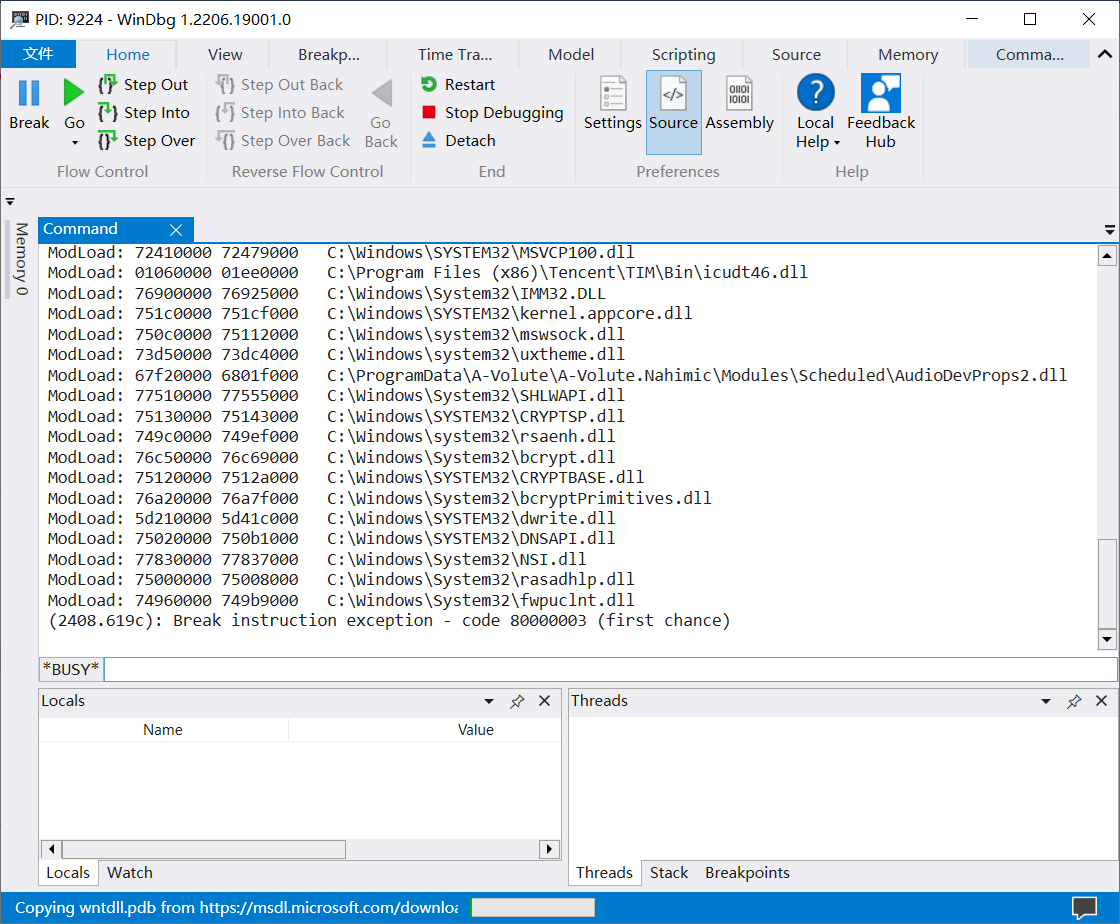 PID: 9224 - WinDbg 1.2206.19001.0
文件 Home View Breakp... Time Tra... Model Scripting Source Memory Comma...
Break Go Step Out Step Into Step Over
Flow Control
Step Out Back Step Into Back Step Over Back Go Back
Reverse Flow Control
Restart
Stop Debugging
Detach
End
Settings Source Assembly
Preferences
Local Help Feedback Hub
Help
Memory 0
Command
ModLoad: 72410000 72479000   C:\Windows\SYSTEM32\MSVCP100.dll
ModLoad: 01060000 01ee0000   C:\Program Files (x86)\Tencent\TIM\Bin\icudt46.dll
ModLoad: 76900000 76925000   C:\Windows\System32\IMM32.DLL
ModLoad: 751c0000 751cf000   C:\Windows\SYSTEM32\kernel.appcore.dll
ModLoad: 750c0000 75112000   C:\Windows\system32\mswsock.dll
ModLoad: 73d50000 73dc4000   C:\Windows\system32\uxtheme.dll
ModLoad: 67f20000 6801f000   C:\ProgramData\A-Volute\A-Volute.Nahimic\Modules\Scheduled\AudioDevProps2.dll
ModLoad: 77510000 77555000   C:\Windows\System32\SHLWAPI.dll
ModLoad: 75130000 75143000   C:\Windows\SYSTEM32\CRYPTSP.dll
ModLoad: 749c0000 749ef000   C:\Windows\system32\rsaenh.dll
ModLoad: 76c50000 76c69000   C:\Windows\System32\bcrypt.dll
ModLoad: 75120000 7512a000   C:\Windows\SYSTEM32\CRYPTBASE.dll
ModLoad: 76a20000 76a7f000   C:\Windows\System32\bcryptPrimitives.dll
ModLoad: 5d210000 5d41c000   C:\Windows\SYSTEM32\dwrite.dll
ModLoad: 75020000 750b1000   C:\Windows\SYSTEM32\DNSAPI.dll
ModLoad: 77830000 77837000   C:\Windows\System32\NSI.dll
ModLoad: 75000000 75008000   C:\Windows\System32\rasadhlp.dll
ModLoad: 74960000 749b9000   C:\Windows\System32\fwpuclnt.dll
(2408.619c): Break instruction exception - code 80000003 (first chance)
*BUSY*
Locals
Name Value
Locals Watch
Threads
Threads Stack Breakpoints
Copying wntdll.pdb from https://msdl.microsoft.com/downloa